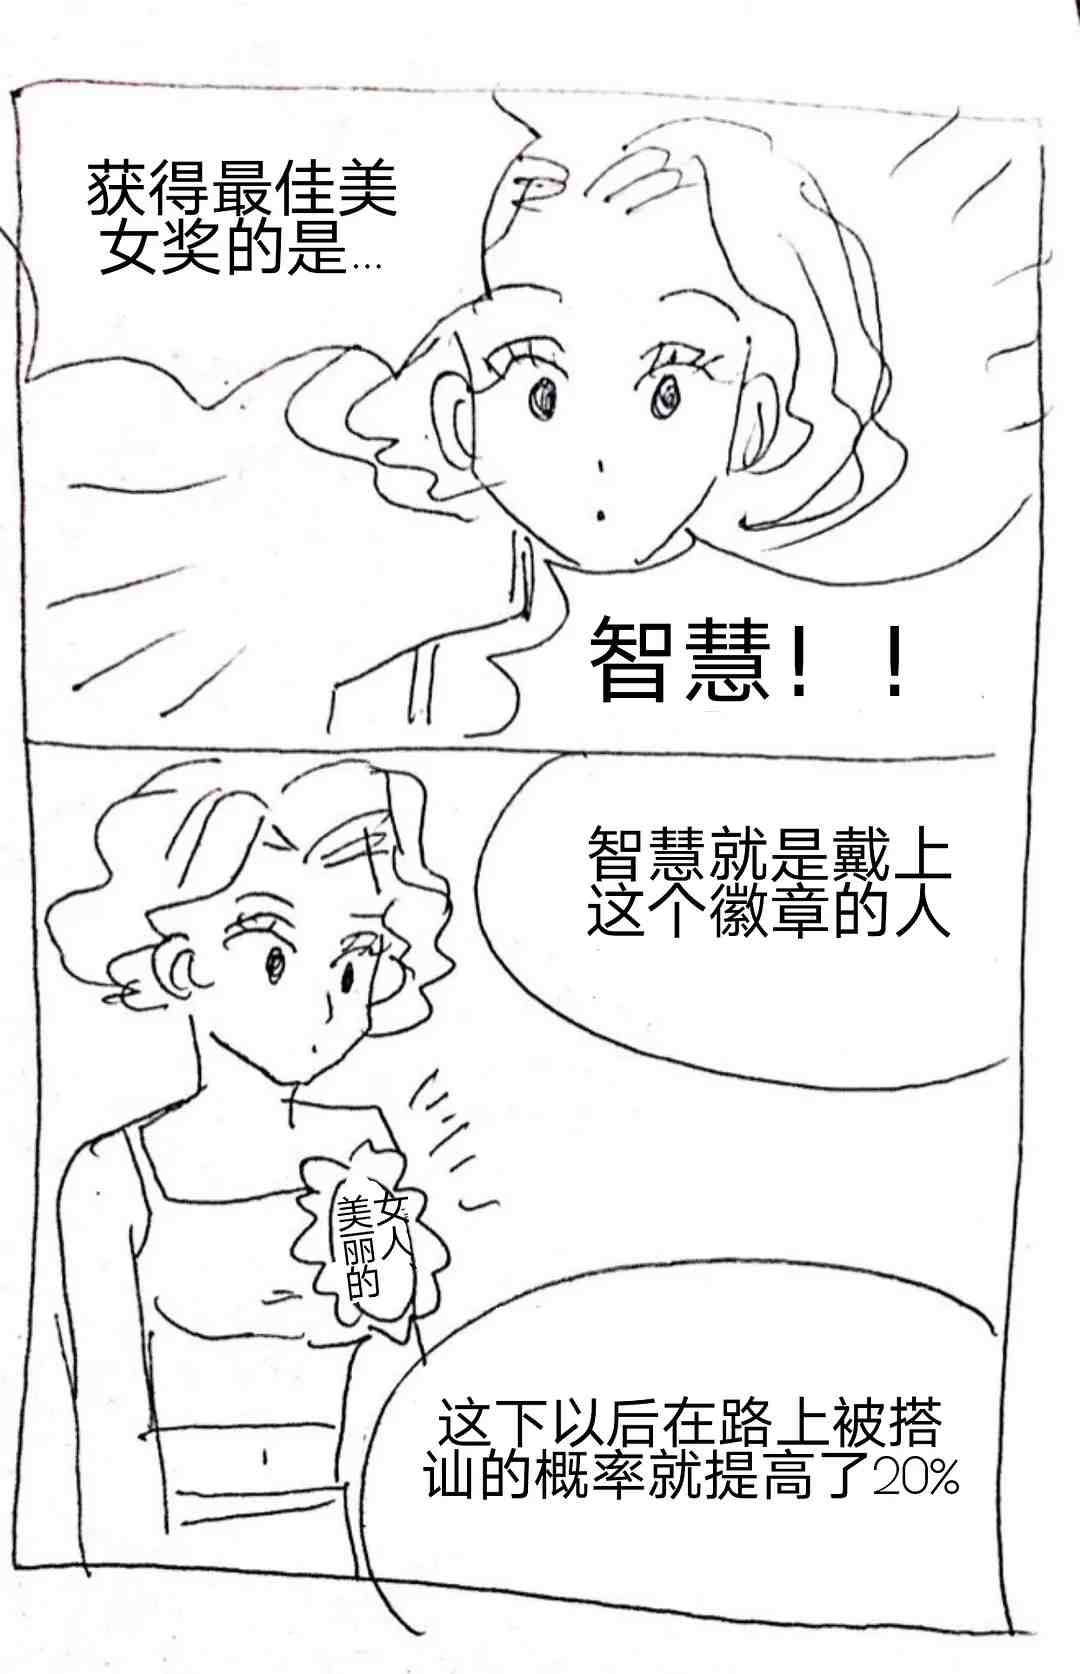 获得最佳美
女奖的是...
智慧！！
智慧就是戴上
这个徽章的人
美丽的
女人
这下以后在路上被搭
讪的概率就提高了20%